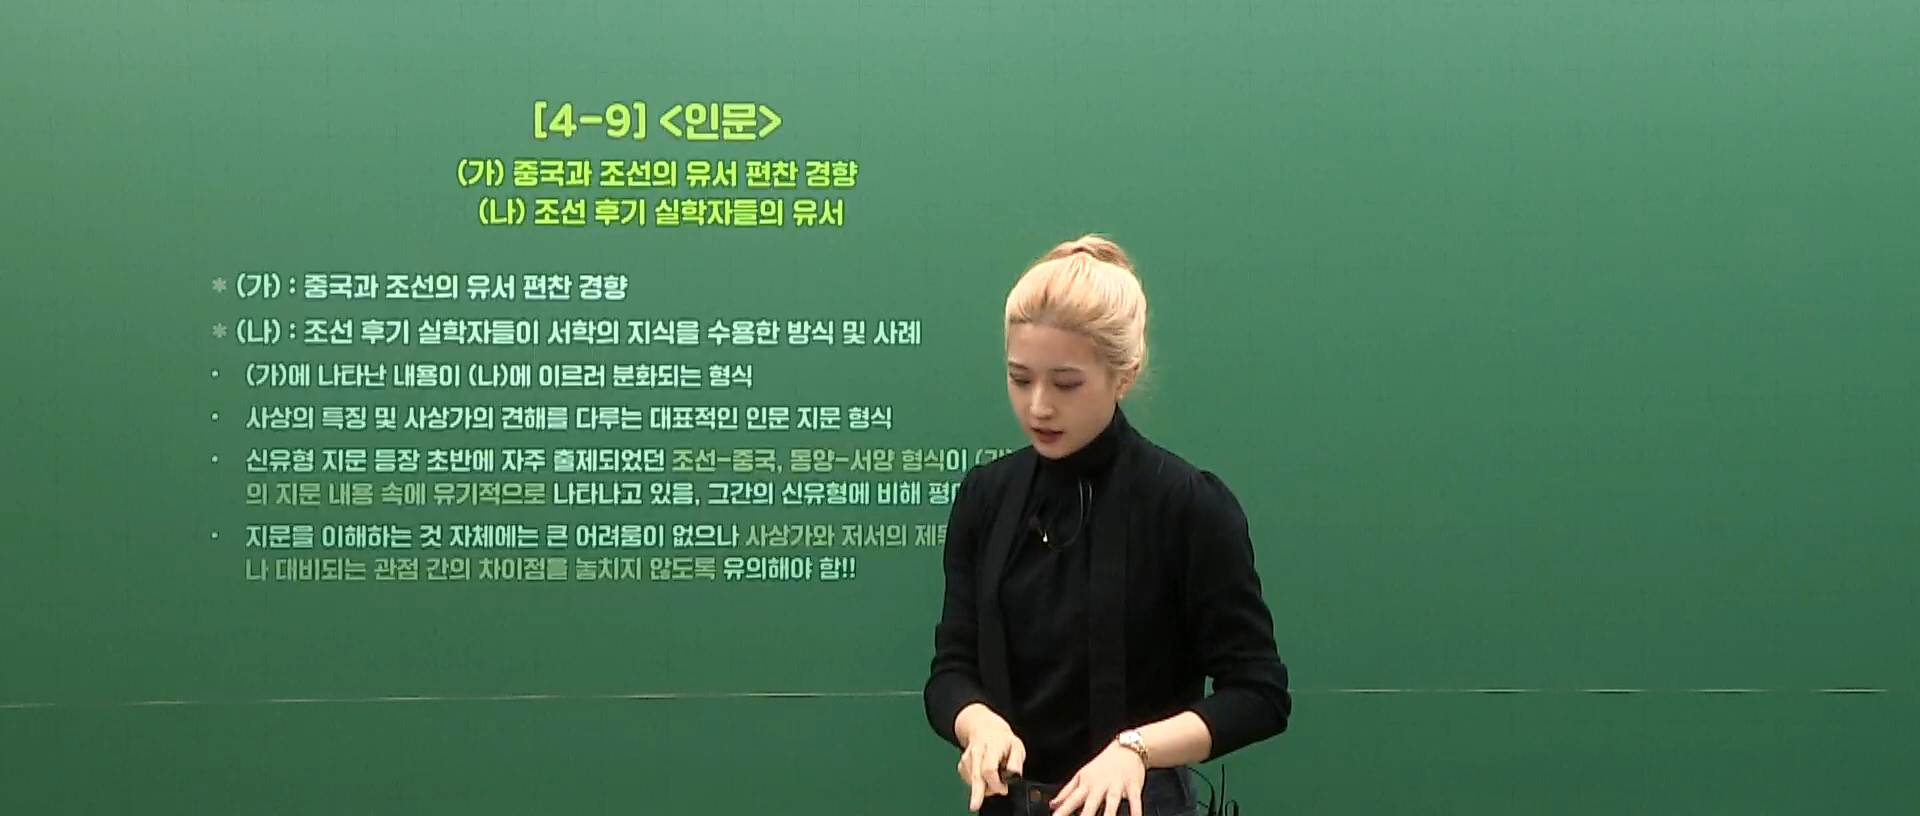 [4-9] <인문>
(가) 중국과 조선의 유서 편찬 경향
(나) 조선 후기 실학자들의 유서
* (가) : 중국과 조선의 유서 편찬 경향
* (나) : 조선 후기 실학자들이 서학의 지식을 수용한 방식 및 사례
• (가)에 나타난 내용이 (나)에 이르러 분화되는 형식
• 사상의 특징 및 사상가의 견해를 다루는 대표적인 인문 지문 형식
• 신유형 지문 등장 초반에 자주 출제되었던 조선-중국, 동양-서양 형식이
의 지문 내용 속에 유기적으로 나타나고 있음, 그간의 신유형에 비해
• 지문을 이해하는 것 자체에는 큰 어려움이 없으나 사상가와 저서의
나 대비되는 관점 간의 차이점을 놓치지 않도록 유의해야 함!!